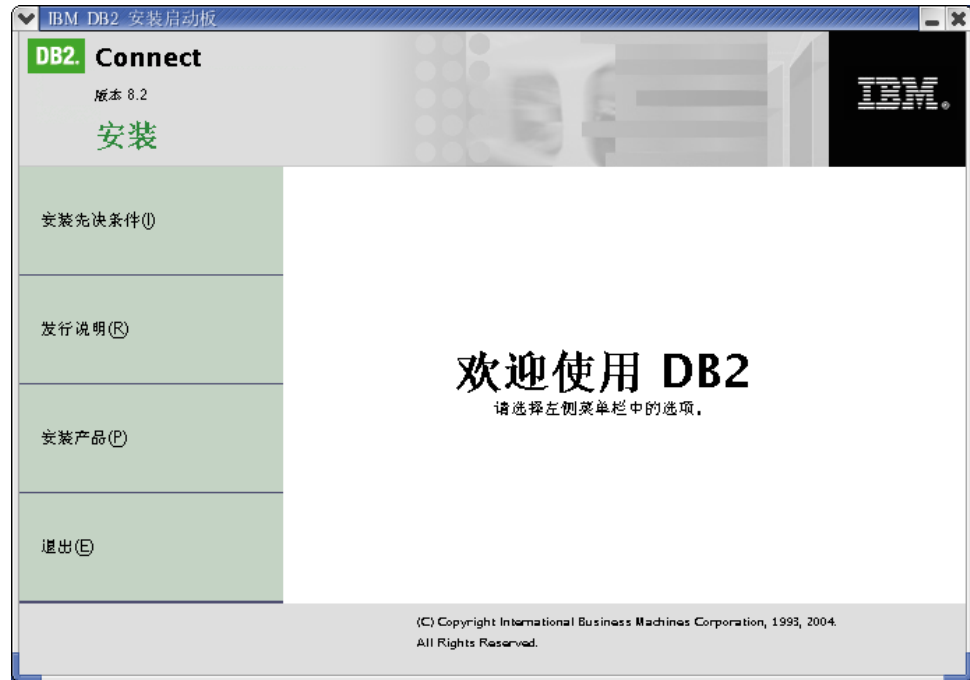 IBM DB2 安装启动板
DB2. Connect
版本 8.2
安装
IBM.
安装先决条件(I)
发行说明(R)
安装产品(P)
退出(E)
欢迎使用 DB2
请选择左侧菜单栏中的选项。
(C) Copyright International Business Machines Corporation, 1993, 2004.
All Rights Reserved.